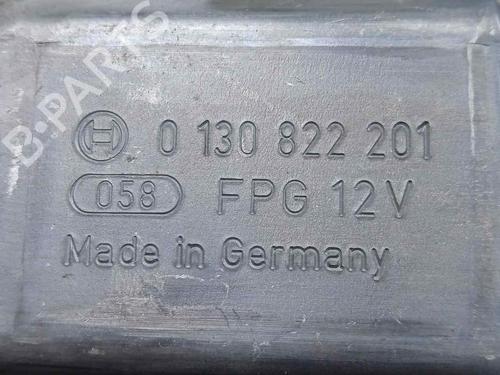 B-PARTS
0 130 822 201
058 FPG 12V
Made in Germany